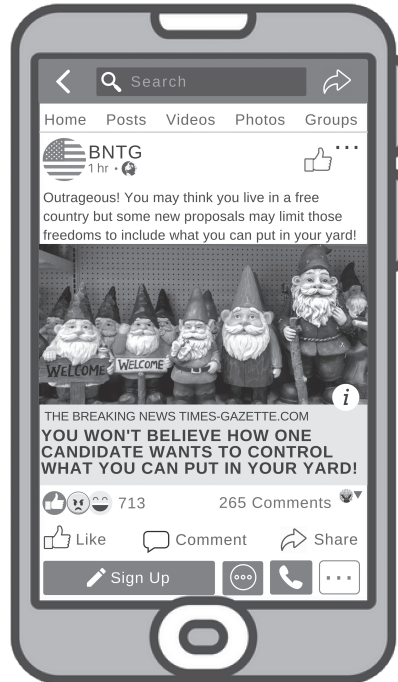 Search
Home Posts Videos Photos Groups
BNTG
1 hr •
Outrageous! You may think you live in a free
country but some new proposals may limit those
freedoms to include what you can put in your yard!
WELCOME WELCOME
i
THE BREAKING NEWS TIMES-GAZETTE.COM
YOU WON'T BELIEVE HOW ONE
CANDIDATE WANTS TO CONTROL
WHAT YOU CAN PUT IN YOUR YARD!
713 265 Comments
Like Comment Share
Sign Up